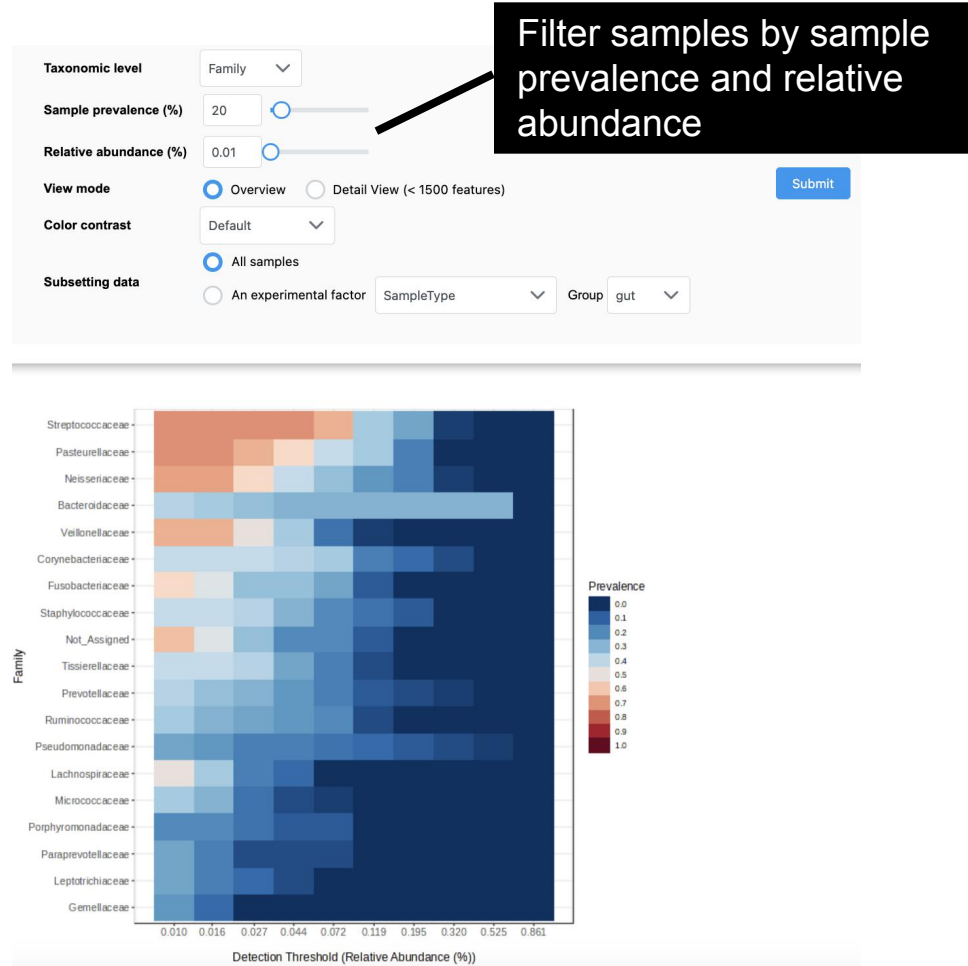 Filter samples by sample
prevalence and relative
abundance
Taxonomic level Family
Sample prevalence (%) 20
Relative abundance (%) 0.01
View mode Overview Detail View (< 1500 features)
Submit
Color contrast Default
All samples
Subsetting data
An experimental factor SampleType Group gut
Streptococcaceae
Pasteurellaceae
Neisseriaceae
Bacteroidaceae
Veillonellaceae
Corynebacteriaceae
Fusobacteriaceae
Staphylococcaceae
Not_Assigned
Tissierellaceae
Prevotellaceae
Ruminococcaceae
Pseudomonadaceae
Lachnospiraceae
Micrococcaceae
Porphyromonadaceae
Paraprevotellaceae
Leptotrichiaceae
Gemellaceae
Family
0.010 0.016 0.027 0.044 0.072 0.119 0.195 0.320 0.525 0.861
Detection Threshold (Relative Abundance (%))
Prevalence
0.0
0.1
0.2
0.3
0.4
0.5
0.6
0.7
0.8
0.9
1.0